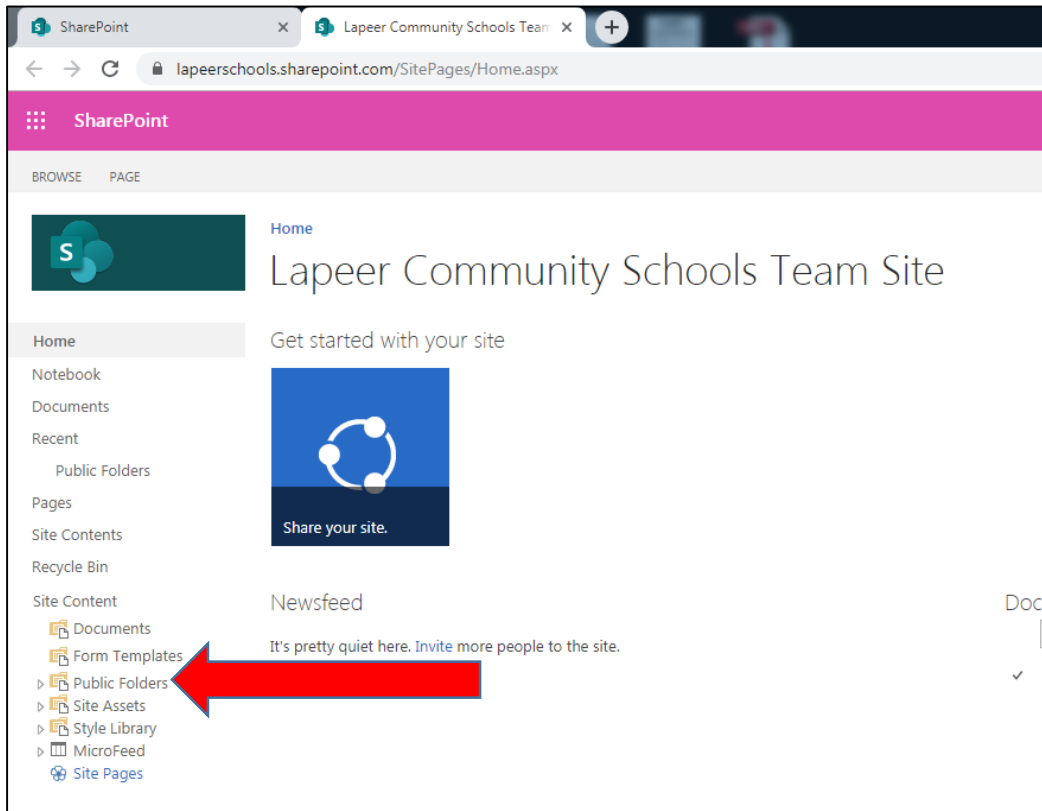 SharePoint
Lapeer Community Schools Team
lapeerschools.sharepoint.com/SitePages/Home.aspx
SharePoint
BROWSE PAGE
S
Home
Lapeer Community Schools Team Site
Home
Notebook
Documents
Recent
Public Folders
Pages
Site Contents
Recycle Bin
Site Content
Documents
Form Templates
Public Folders
Site Assets
Style Library
MicroFeed
Site Pages
Get started with your site
Share your site.
Newsfeed
It's pretty quiet here. Invite more people to the site.
Doc